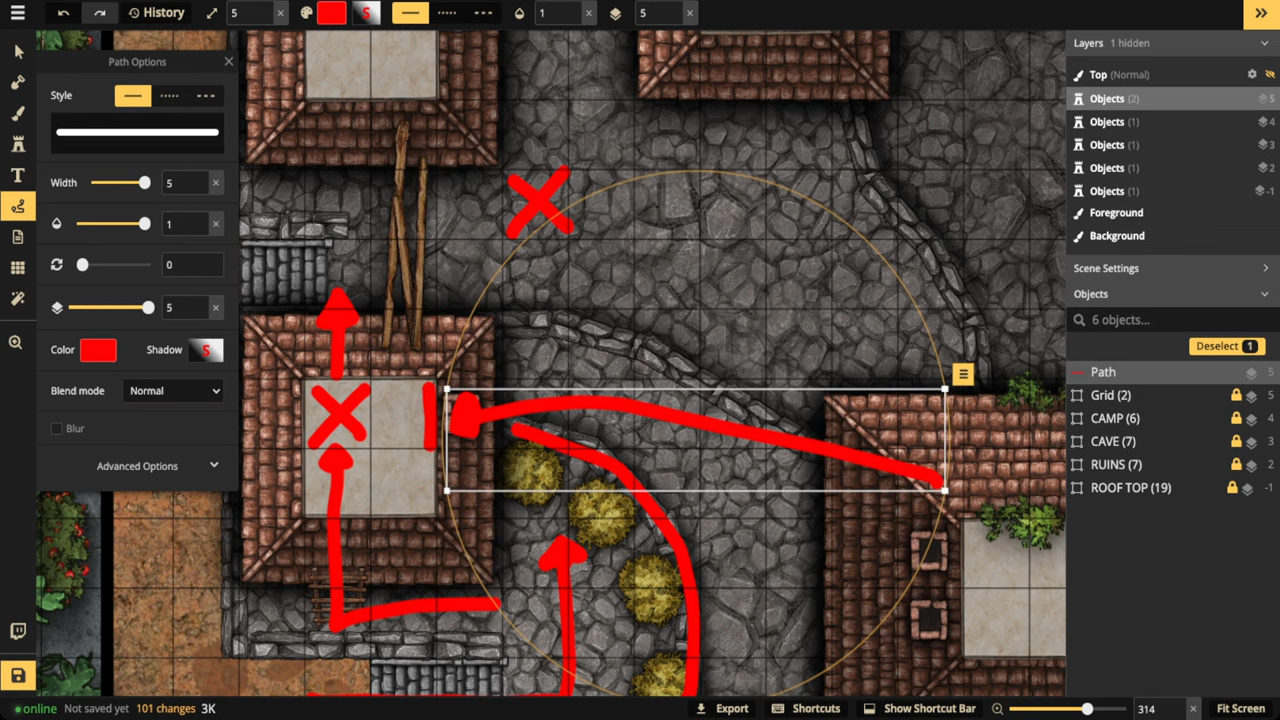 History
5 ×
1 ×
5 ×
Path Options ×
Style
Width 5 ×
1 ×
0
5 ×
Color Shadow S
Blend mode Normal
Blur
Advanced Options
Layers 1 hidden
Top (Normal)
Objects (2) 5
Objects (1) 4
Objects (1) 3
Objects (1) 2
Objects (1) -1
Foreground
Background
Scene Settings
Objects
6 objects...
Deselect 1
Path 5
Grid (2) 5
CAMP (6) 4
CAVE (7) 3
RUINS (7) 2
ROOF TOP (19) -1
online Not saved yet 101 changes 3K
Export Shortcuts Show Shortcut Bar 314 × Fit Screen